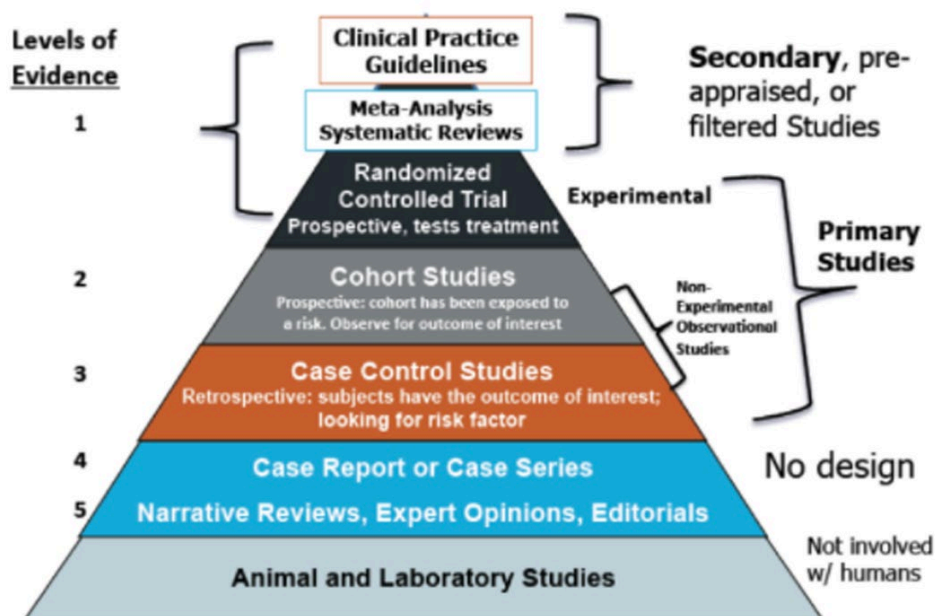 Levels of
Evidence
1
2
3
4
5
Clinical Practice
Guidelines
Meta-Analysis
Systematic Reviews
Randomized
Controlled Trial
Prospective, tests treatment
Cohort Studies
Prospective: cohort has been exposed to
a risk. Observe for outcome of interest
Case Control Studies
Retrospective: subjects have the outcome of interest;
looking for risk factor
Case Report or Case Series
Narrative Reviews, Expert Opinions, Editorials
Animal and Laboratory Studies
Secondary, pre-
appraised, or
filtered Studies
Experimental
Primary
Studies
Non-
Experimental
Observational
Studies
No design
Not involved
w/ humans